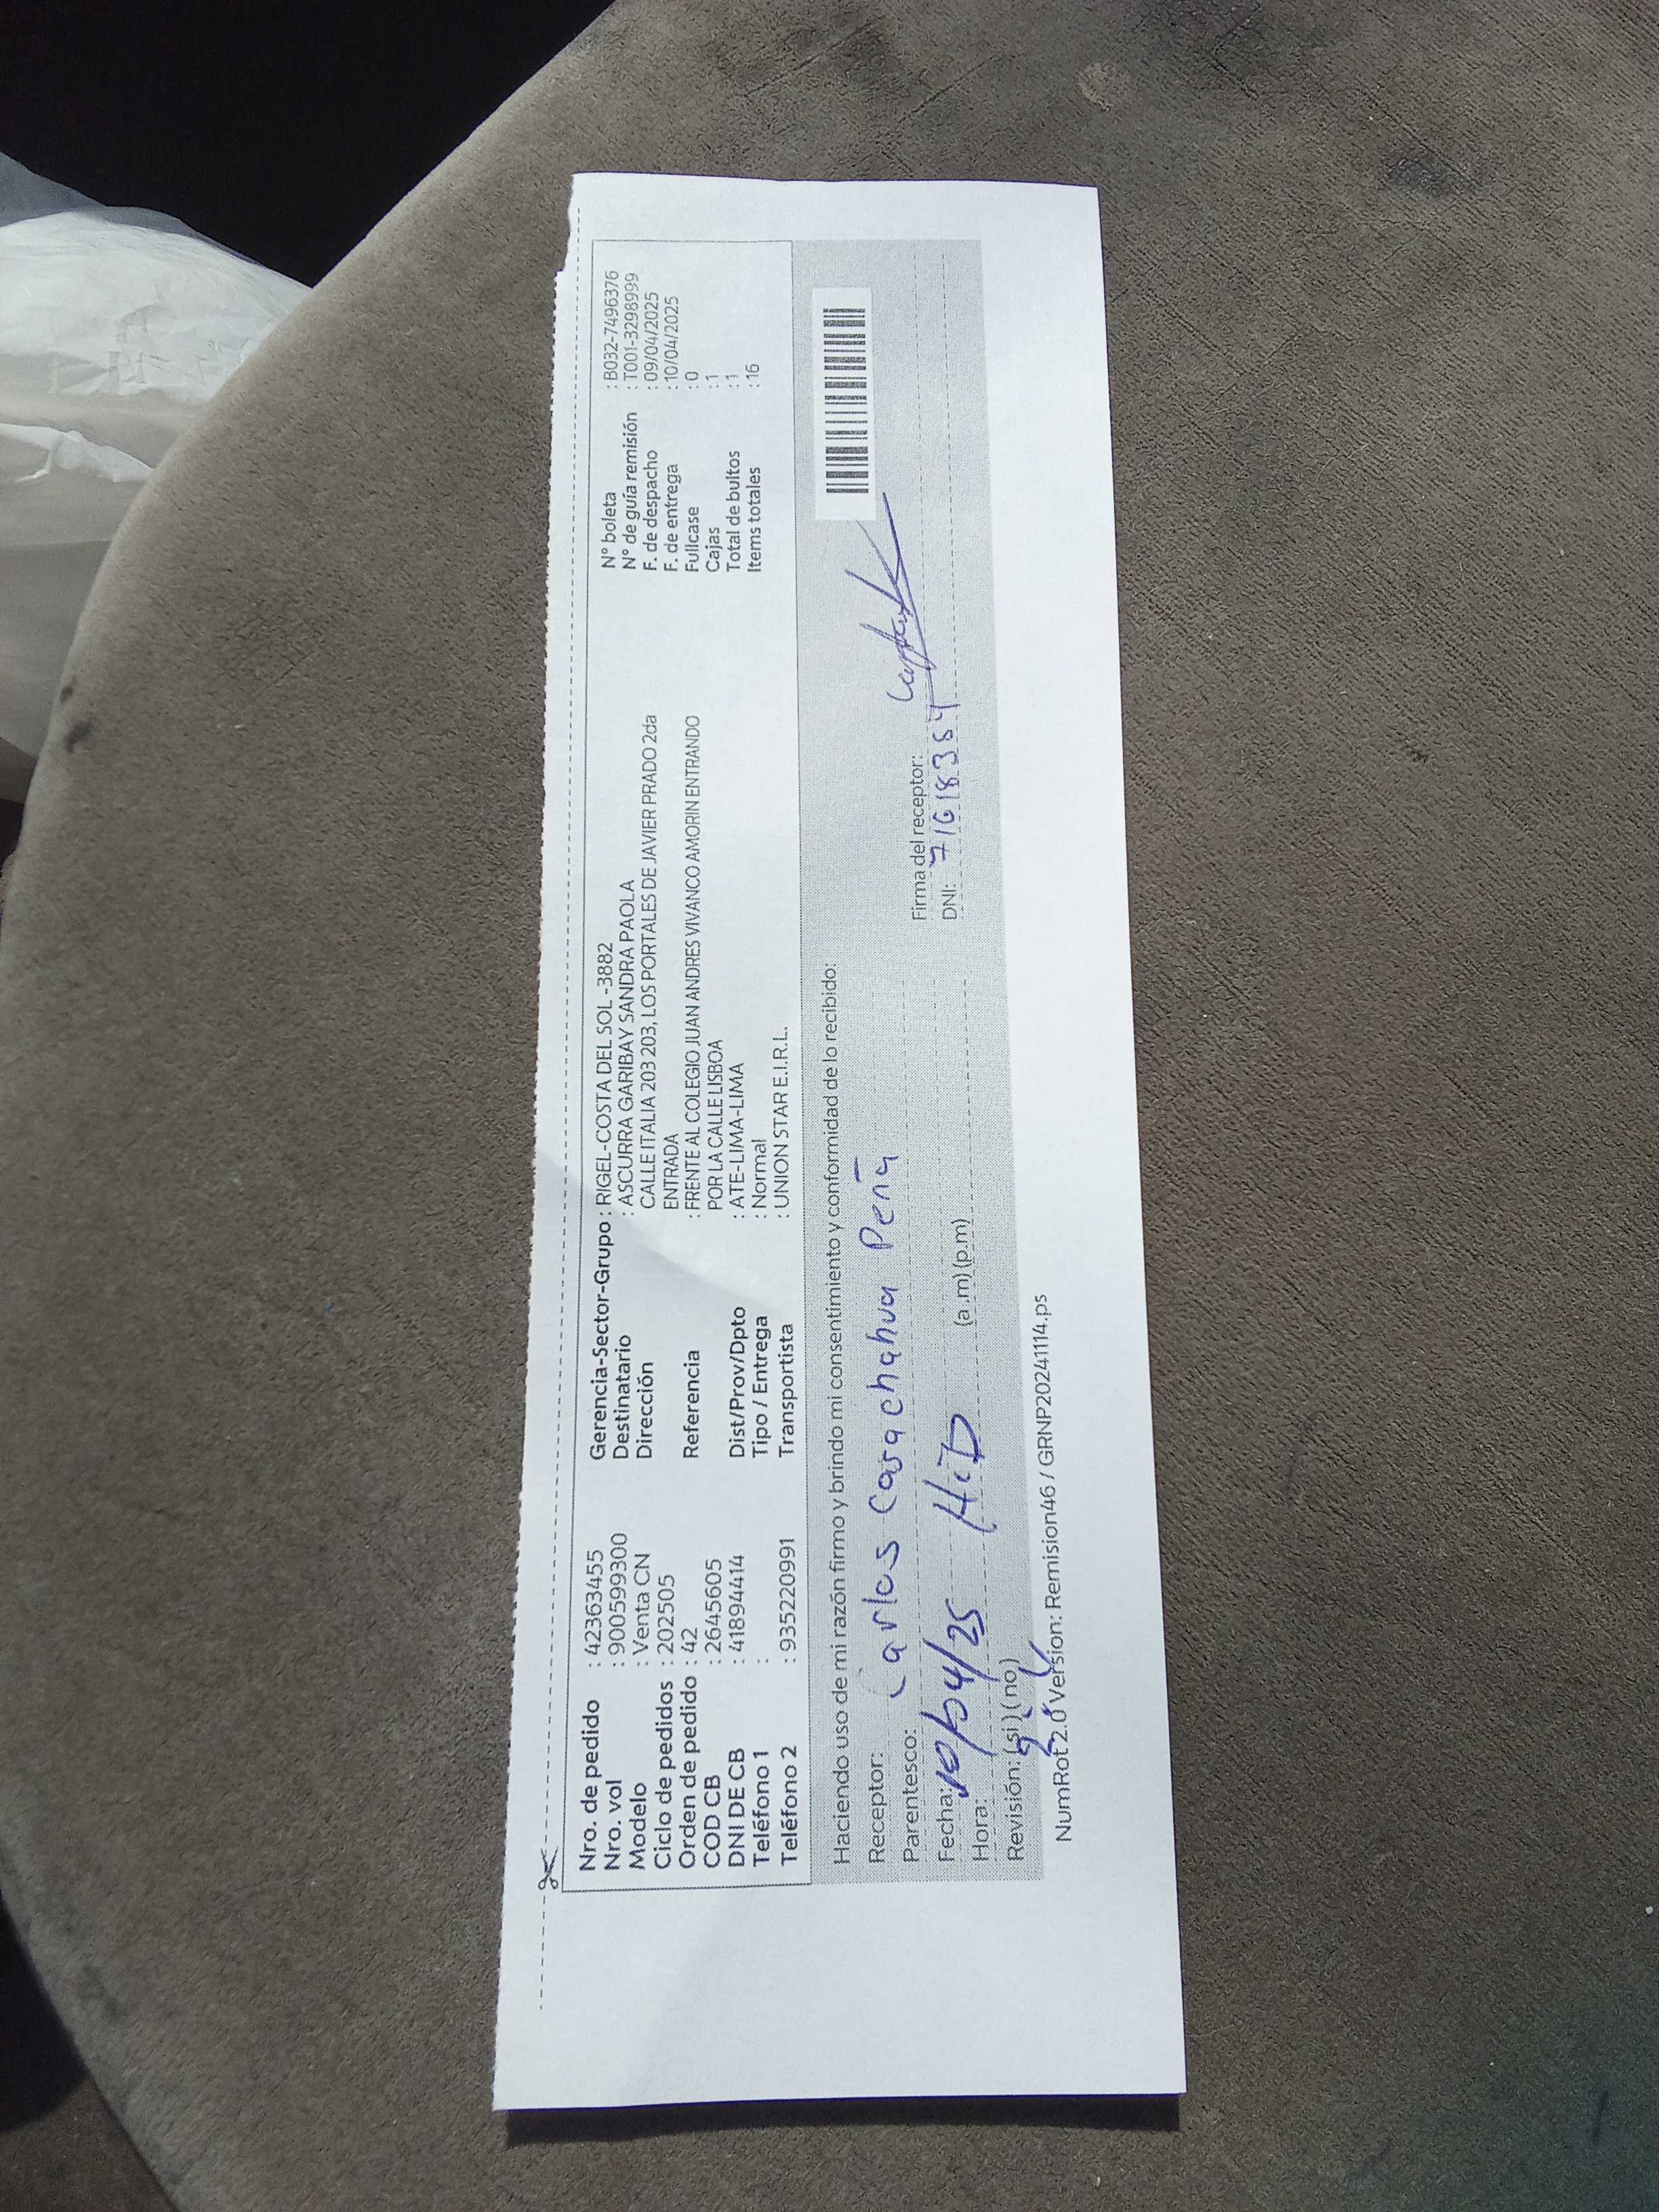 Nro. de pedido : 42363455
Nro. vol : 900599300
Modelo : Venta CN
Ciclo de pedidos : 202505
Orden de pedido : 42
COD CB : 2645605
DNI DE CB : 41894414
Teléfono 1 :
Teléfono 2 : 935220991
Gerencia-Sector-Grupo : RIGEL-COSTA DEL SOL -3882
Destinatario : ASCURRA GARIBAY SANDRA PAOLA
Dirección CALLE ITALIA 203 203, LOS PORTALES DE JAVIER PRADO 2da
ENTRADA
Referencia : FRENTE AL COLEGIO JUAN ANDRES VIVANCO AMORIN ENTRANDO
POR LA CALLE LISBOA
Dist/Prov/Dpto : ATE-LIMA-LIMA
Tipo / Entrega : Normal
Transportista : UNION STAR E.I.R.L.
N° boleta : B032-7496376
N° de guía remisión : T001-3298999
F. de despacho : 09/04/2025
F. de entrega : 10/04/2025
Fullcase : 0
Cajas : 1
Total de bultos : 1
Items totales : 16
Haciendo uso de mi razón firmo y brindo mi consentimiento y conformidad de lo recibido:
Receptor: Carlos Casachahua Peña
Parentesco:
Fecha: 10/04/25
Hora: (a .m) (p.m)
Revisión: (si) (no)
Firma del receptor:
DNI: 71618354
NumRot 2.0 Version: Remision46 / GRNP20241114.ps